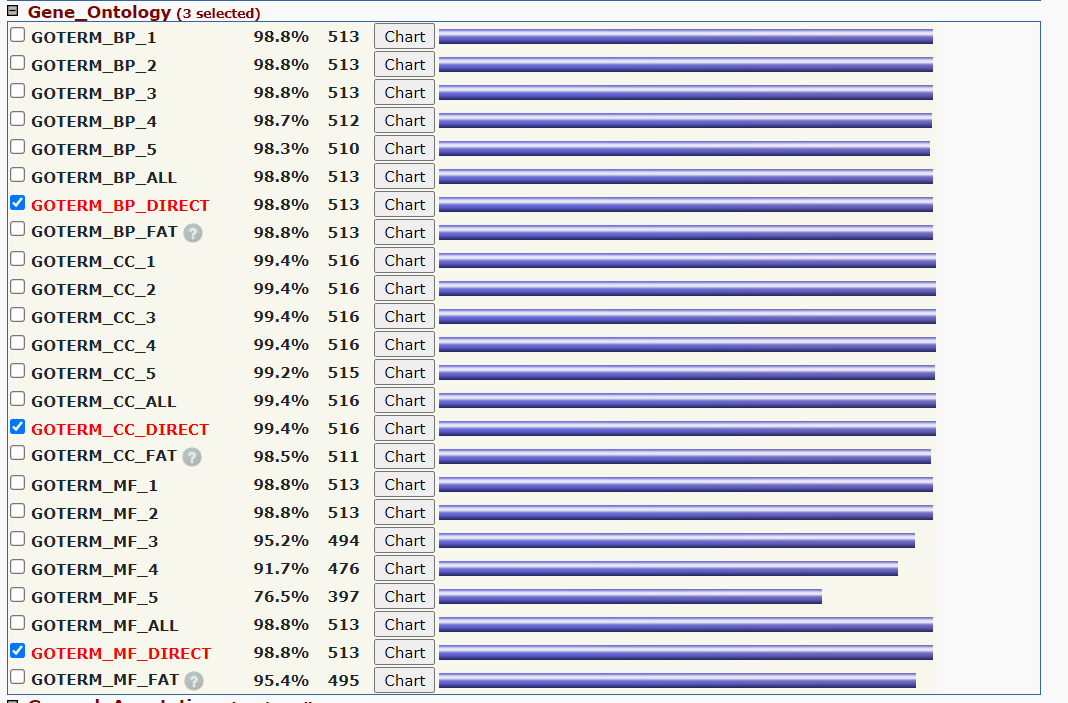 Gene_Ontology (3 selected)
GOTERM_BP_1 98.8% 513 Chart
GOTERM_BP_2 98.8% 513 Chart
GOTERM_BP_3 98.8% 513 Chart
GOTERM_BP_4 98.7% 512 Chart
GOTERM_BP_5 98.3% 510 Chart
GOTERM_BP_ALL 98.8% 513 Chart
GOTERM_BP_DIRECT 98.8% 513 Chart
GOTERM_BP_FAT ? 98.8% 513 Chart
GOTERM_CC_1 99.4% 516 Chart
GOTERM_CC_2 99.4% 516 Chart
GOTERM_CC_3 99.4% 516 Chart
GOTERM_CC_4 99.4% 516 Chart
GOTERM_CC_5 99.2% 515 Chart
GOTERM_CC_ALL 99.4% 516 Chart
GOTERM_CC_DIRECT 99.4% 516 Chart
GOTERM_CC_FAT ? 98.5% 511 Chart
GOTERM_MF_1 98.8% 513 Chart
GOTERM_MF_2 98.8% 513 Chart
GOTERM_MF_3 95.2% 494 Chart
GOTERM_MF_4 91.7% 476 Chart
GOTERM_MF_5 76.5% 397 Chart
GOTERM_MF_ALL 98.8% 513 Chart
GOTERM_MF_DIRECT 98.8% 513 Chart
GOTERM_MF_FAT ? 95.4% 495 Chart